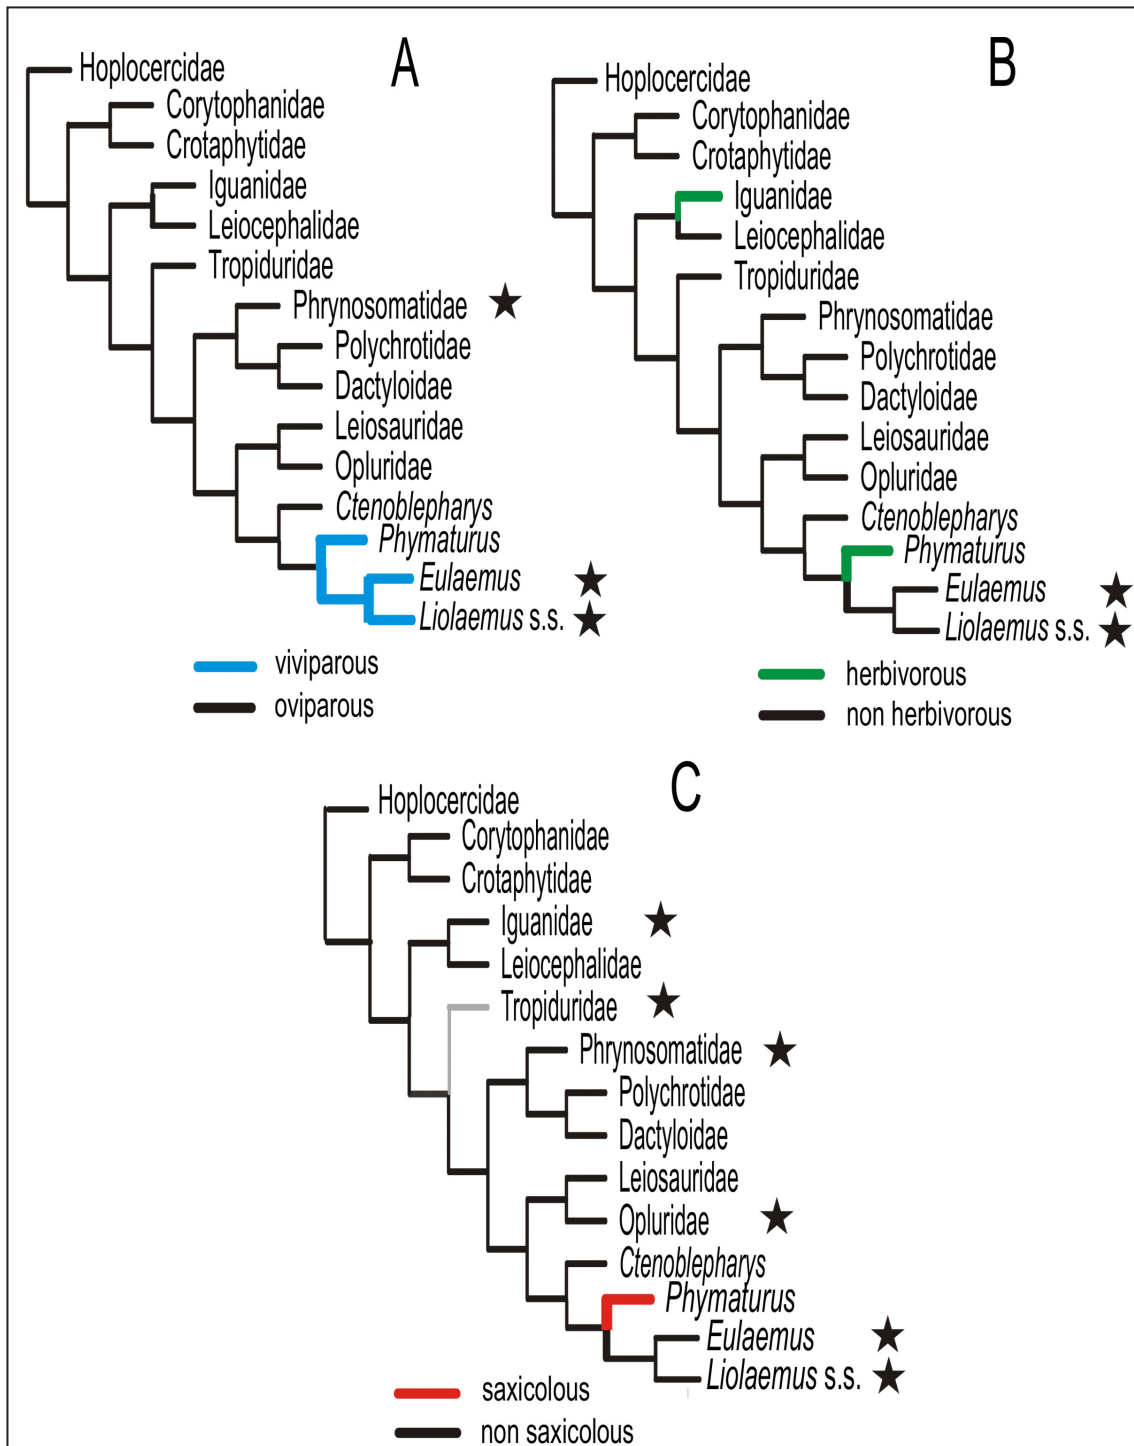 A
Hoplocercidae
Corytophanidae
Crotaphytidae
Iguanidae
Leiocephalidae
Tropiduridae
Phrynosomatidae
Polychrotidae
Dactyloidae
Leiosauridae
Opluridae
Ctenoblepharys
Phymaturus
Eulaemus
Liolaemus s.s.
viviparous
oviparous
B
Hoplocercidae
Corytophanidae
Crotaphytidae
Iguanidae
Leiocephalidae
Tropiduridae
Phrynosomatidae
Polychrotidae
Dactyloidae
Leiosauridae
Opluridae
Ctenoblepharys
Phymaturus
Eulaemus
Liolaemus s.s.
herbivorous
non herbivorous
C
Hoplocercidae
Corytophanidae
Crotaphytidae
Iguanidae
Leiocephalidae
Tropiduridae
Phrynosomatidae
Polychrotidae
Dactyloidae
Leiosauridae
Opluridae
Ctenoblepharys
Phymaturus
Eulaemus
Liolaemus s.s.
saxicolous
non saxicolous